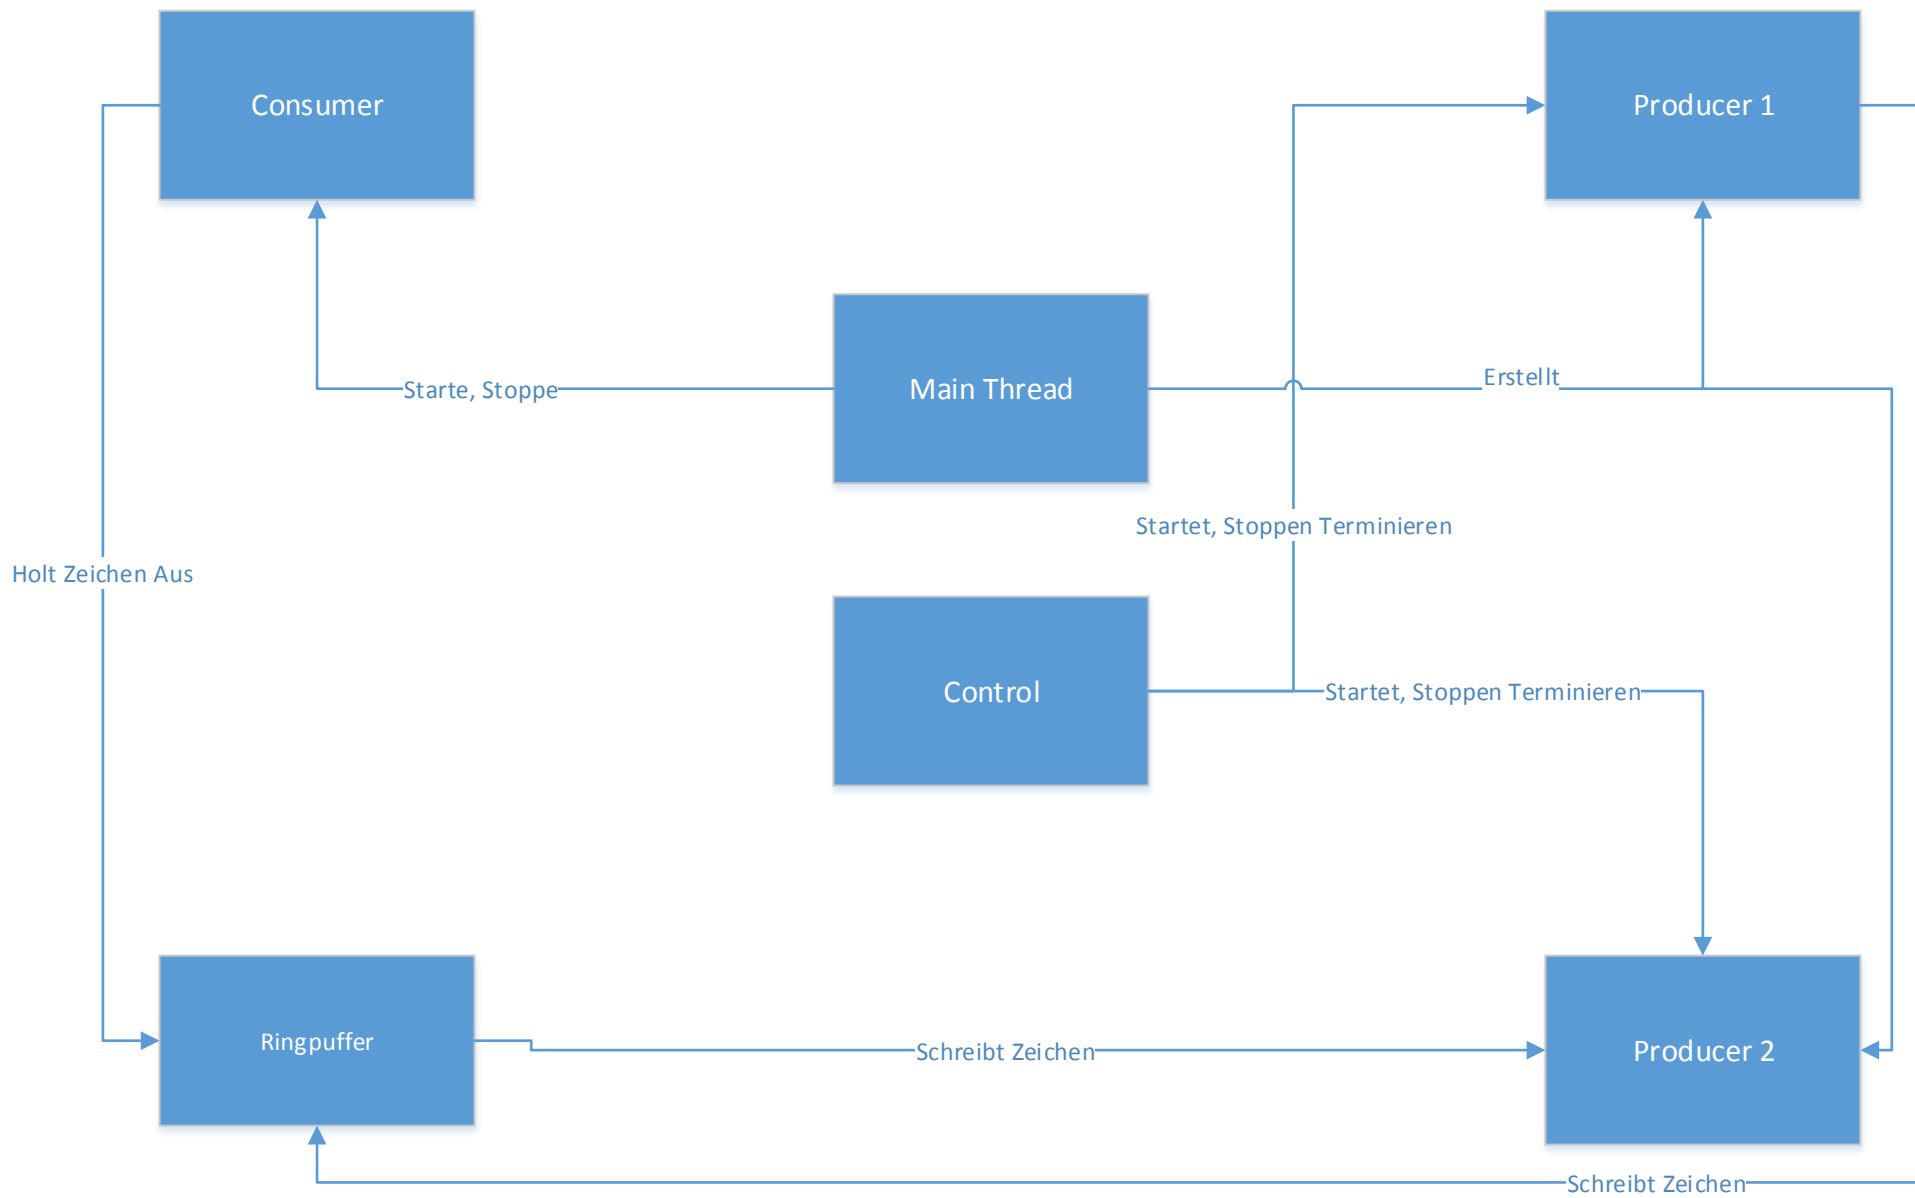 Consumer
Producer 1
Erstellt
Main Thread
Starte, Stoppe
Startet, Stoppen Terminieren
Holt Zeichen Aus
Control
Startet, Stoppen Terminieren
Ringpuffer
Schreibt Zeichen
Producer 2
Schreibt Zeichen